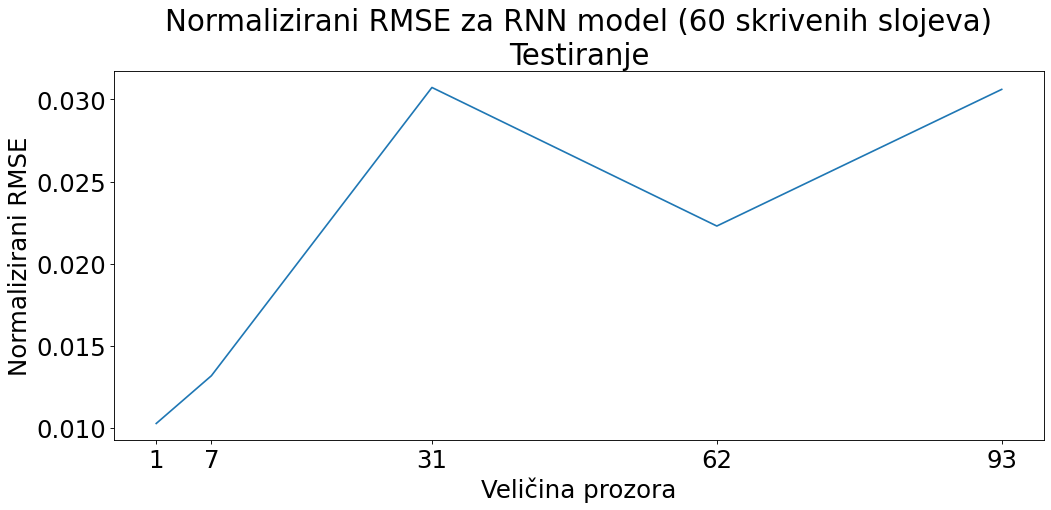 Normalizirani RMSE za RNN model (60 skrivenih slojeva)
Testiranje
Normalizirani RMSE
0.030
0.025
0.020
0.015
0.010
1 7 31 62 93
Veličina prozora